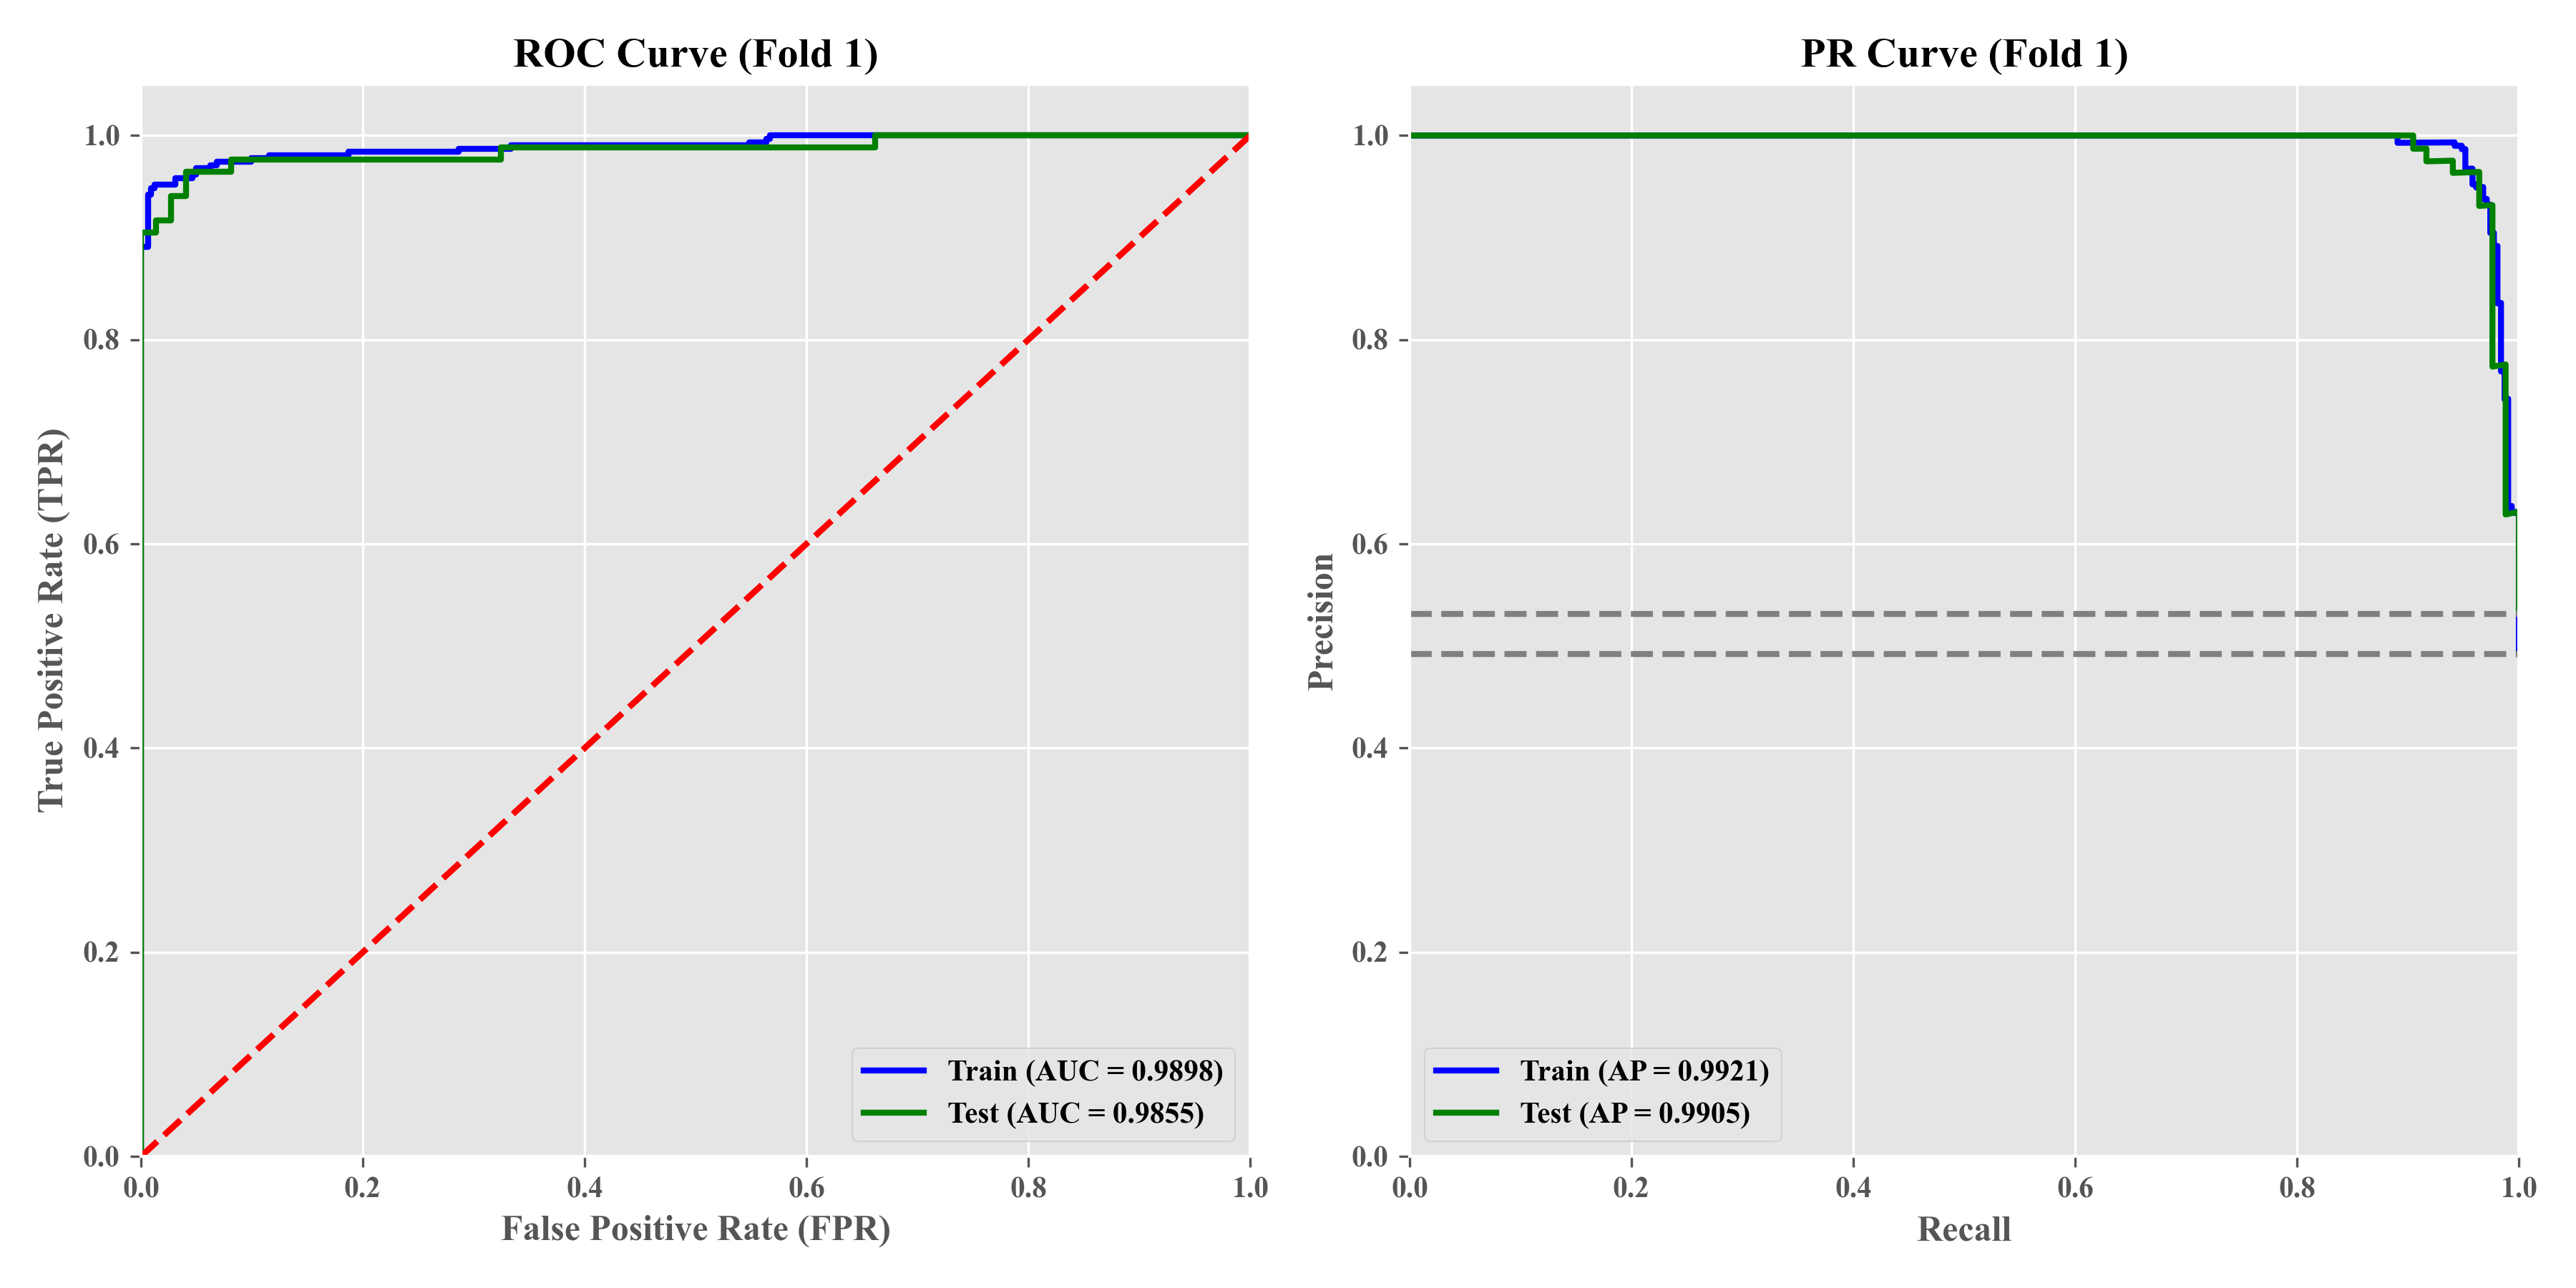 ROC Curve (Fold 1)
True Positive Rate (TPR)
1.0
0.8
0.6
0.4
0.2
0.0
0.0 0.2 0.4 0.6 0.8 1.0
False Positive Rate (FPR)
Train (AUC = 0.9898)
Test (AUC = 0.9855)
PR Curve (Fold 1)
Precision
1.0
0.8
0.6
0.4
0.2
0.0
0.0 0.2 0.4 0.6 0.8 1.0
Recall
Train (AP = 0.9921)
Test (AP = 0.9905)